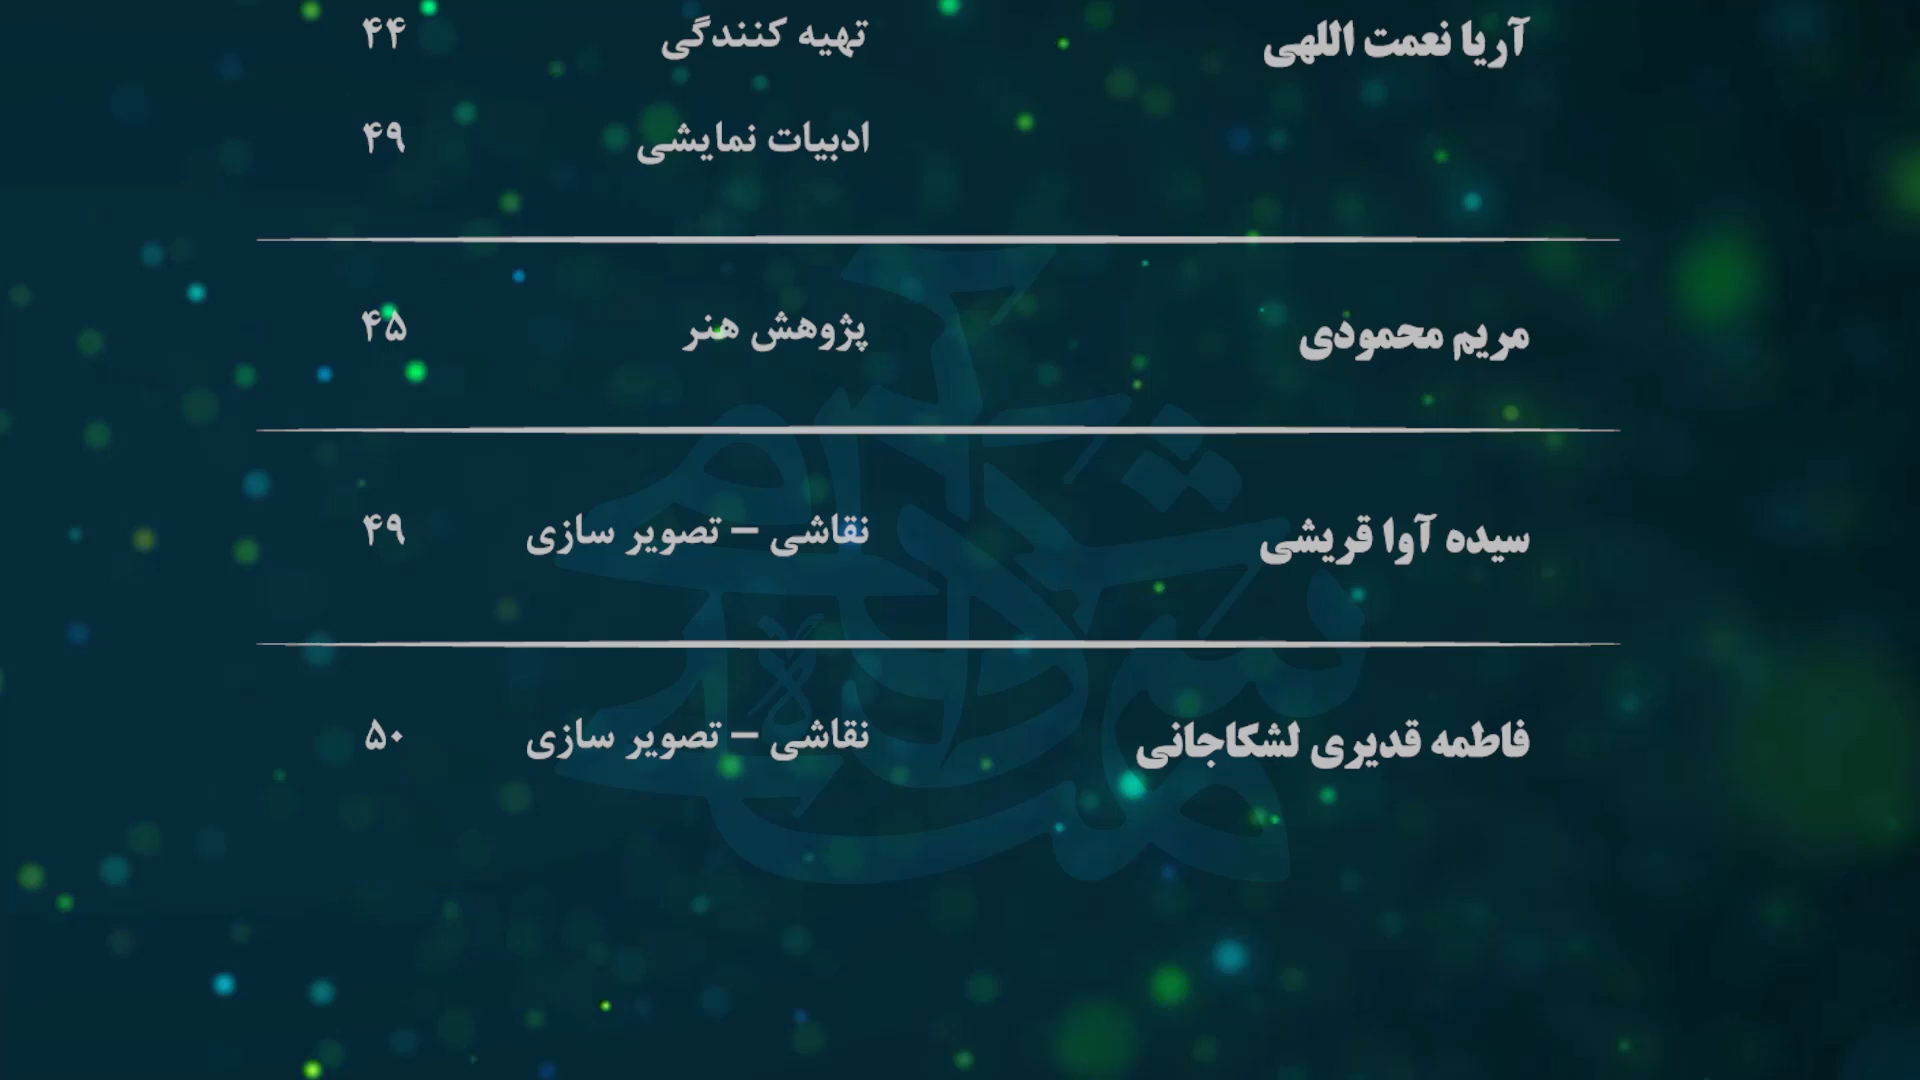 آریا نعمت اللهی تهیه کنندگی ۴۴
ادبیات نمایشی ۴۹
مریم محمودی پژوهش هنر ۴۵
سیده آوا قریشی نقاشی – تصویر سازی ۴۹
فاطمه قدیری لشکاجانی نقاشی – تصویر سازی ۵۰